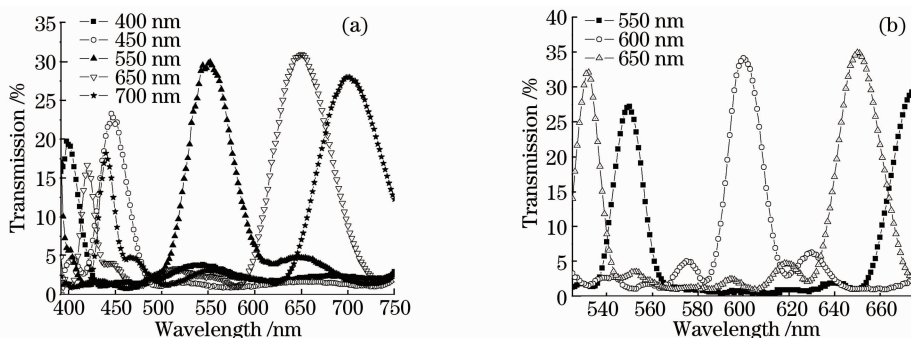 (a)
400 nm
450 nm
550 nm
650 nm
700 nm
Transmission /%
35
30
25
20
15
10
5
0
400 450 500 550 600 650 700 750
Wavelength /nm
(b)
550 nm
600 nm
650 nm
Transmission /%
40
35
30
25
20
15
10
5
0
540 560 580 600 620 640 660
Wavelength /nm